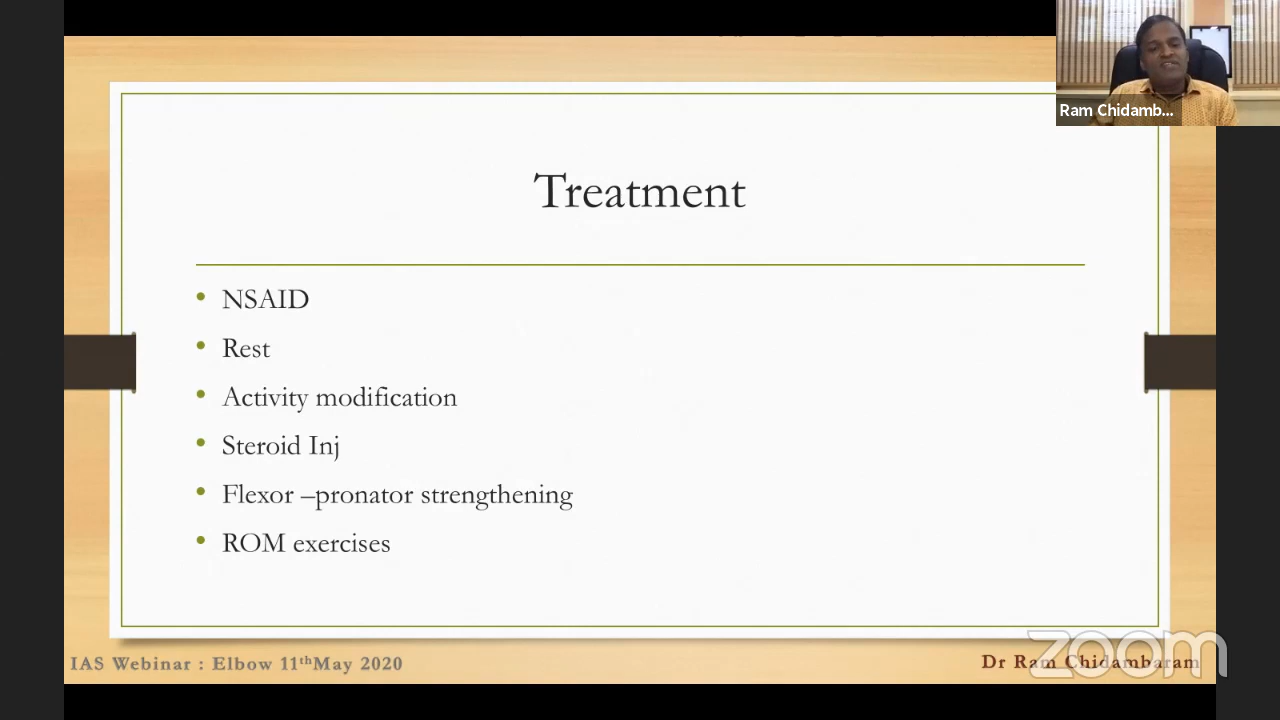 Ram Chidamb...
Treatment
• NSAID
• Rest
• Activity modification
• Steroid Inj
• Flexor –pronator strengthening
• ROM exercises
IAS Webinar : Elbow 11thMay 2020
Dr Ram Chidambaram
zoom